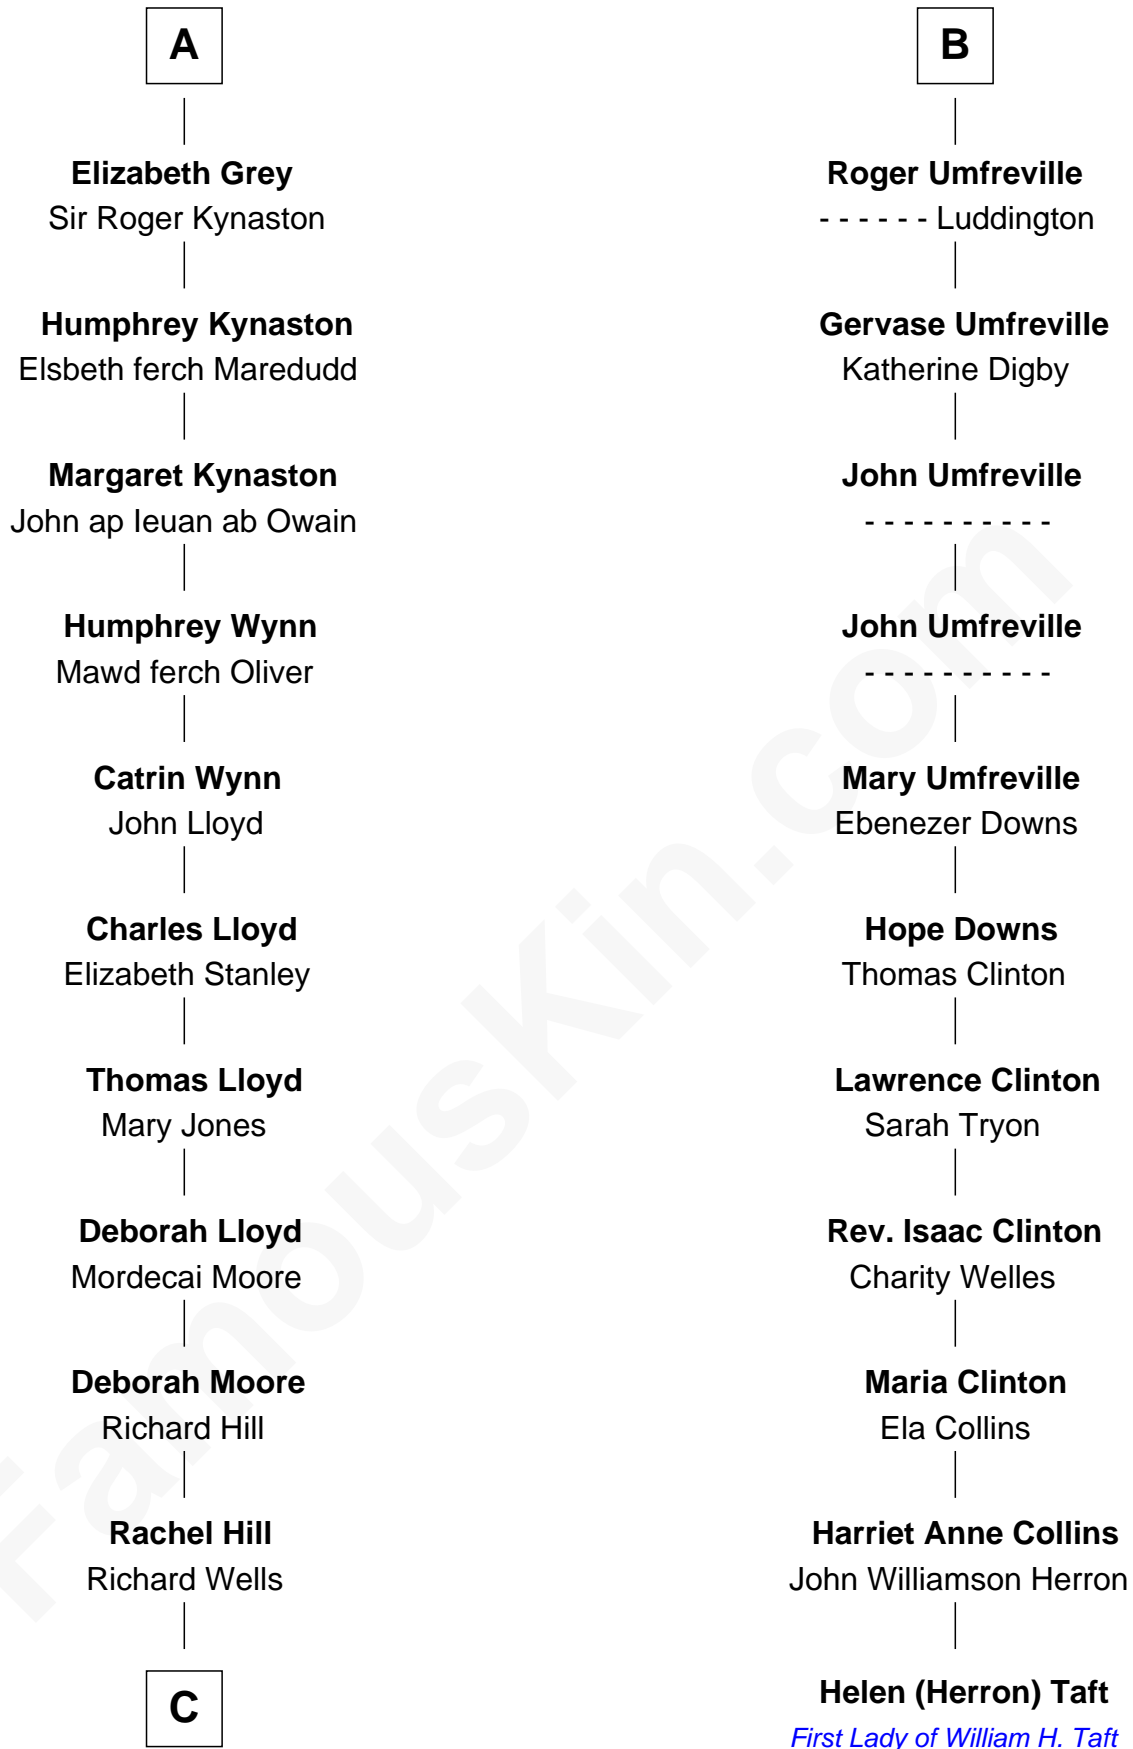 A
Elizabeth Grey
Sir Roger Kynaston
Humphrey Kynaston
Elsbeth ferch Maredudd
Margaret Kynaston
John ap Ieuan ab Owain
Humphrey Wynn
Mawd ferch Oliver
Catrin Wynn
John Lloyd
Charles Lloyd
Elizabeth Stanley
Thomas Lloyd
Mary Jones
Deborah Lloyd
Mordecai Moore
Deborah Moore
Richard Hill
Rachel Hill
Richard Wells
C
B
Roger Umfreville
- - - - - - Luddington
Gervase Umfreville
Katherine Digby
John Umfreville
- - - - - - - - - -
John Umfreville
- - - - - - - - - -
Mary Umfreville
Ebenezer Downs
Hope Downs
Thomas Clinton
Lawrence Clinton
Sarah Tryon
Rev. Isaac Clinton
Charity Welles
Maria Clinton
Ela Collins
Harriet Anne Collins
John Williamson Herron
Helen (Herron) Taft
First Lady of William H. Taft
FamousKin.com